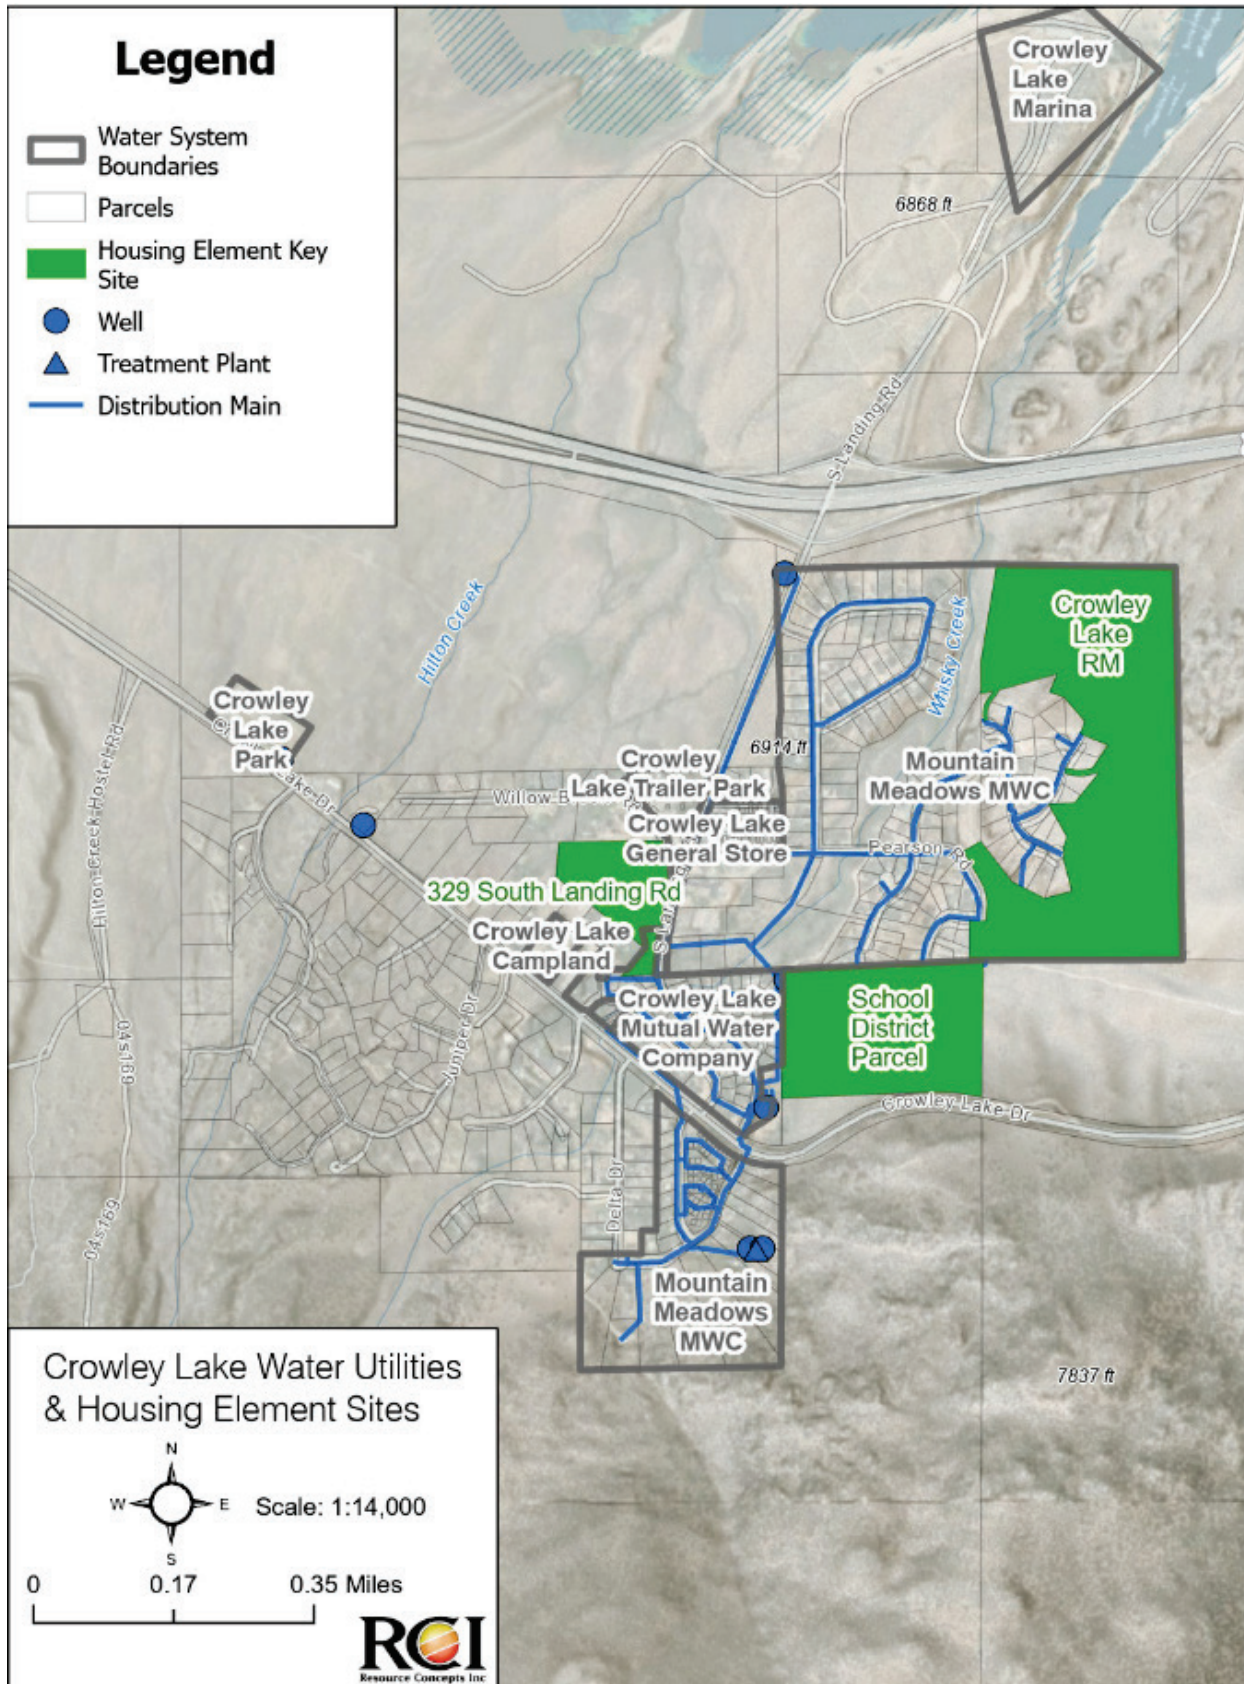 Legend
Water System
Boundaries
Parcels
Housing Element Key
Site
Well
Treatment Plant
Distribution Main
Crowley
Lake
Marina
6868 ft
S Landing Rd
Hilton Creek
Whisky Creek
Crowley
Lake
RM
Crowley
Lake
Park
Lake Dr
Hilton Creek Hostel Rd
6914 ft
Crowley
Lake Trailer Park
Willow
Mountain
Meadows MWC
Crowley Lake
General Store
Pearson Rd
329 South Landing Rd
Crowley Lake
Campland
Crowley Lake
Mutual Water
Company
School
District
Parcel
Crowley Lake Dr
Juniper Dr
04s169
04s169
Delta Dr
Mountain
Meadows
MWC
7837 ft
Crowley Lake Water Utilities
& Housing Element Sites
N
W E
S
Scale: 1:14,000
0 0.17 0.35 Miles
RCI
Resource Concepts Inc